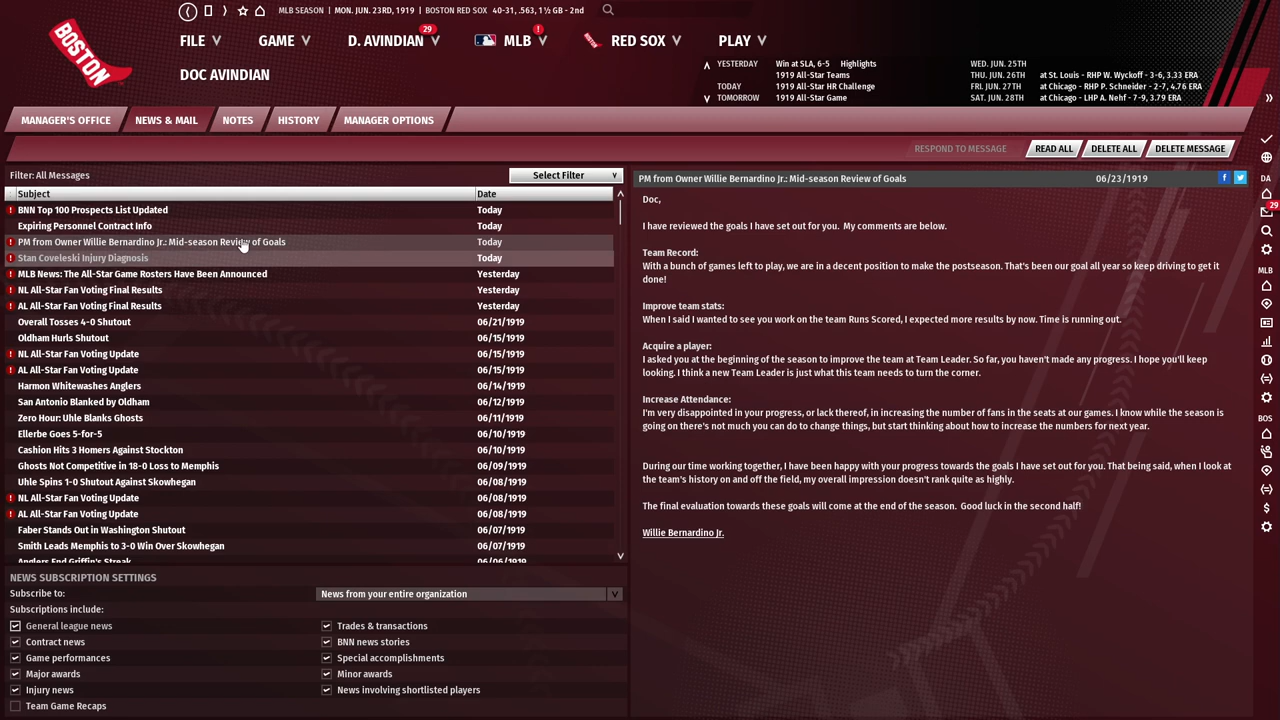 MLB SEASON | MON. JUN. 23RD, 1919 | BOSTON RED SOX 40-31, .563, 1½ GB - 2nd
BOSTON
FILE GAME D. AVINDIAN 29 MLB ! RED SOX PLAY
DOC AVINDIAN
YESTERDAY Win at SLA, 6-5 Highlights
1919 All-Star Teams
TODAY 1919 All-Star HR Challenge
TOMORROW 1919 All-Star Game
WED. JUN. 25TH
THU. JUN. 26TH at St. Louis - RHP W. Wyckoff - 3-6, 3.33 ERA
FRI. JUN. 27TH at Chicago - RHP P. Schneider - 2-7, 4.76 ERA
SAT. JUN. 28TH at Chicago - LHP A. Nehf - 7-9, 3.79 ERA
MANAGER'S OFFICE NEWS & MAIL NOTES HISTORY MANAGER OPTIONS
RESPOND TO MESSAGE READ ALL DELETE ALL DELETE MESSAGE
Filter: All Messages Select Filter
Subject Date
BNN Top 100 Prospects List Updated Today
Expiring Personnel Contract Info Today
PM from Owner Willie Bernardino Jr.: Mid-season Review of Goals Today
Stan Coveleski Injury Diagnosis Today
MLB News: The All-Star Game Rosters Have Been Announced Yesterday
NL All-Star Fan Voting Final Results Yesterday
AL All-Star Fan Voting Final Results Yesterday
Overall Tosses 4-0 Shutout 06/21/1919
Oldham Hurls Shutout 06/15/1919
NL All-Star Fan Voting Update 06/15/1919
AL All-Star Fan Voting Update 06/15/1919
Harmon Whitewashes Anglers 06/14/1919
San Antonio Blanked by Oldham 06/12/1919
Zero Hour: Uhle Blanks Ghosts 06/11/1919
Ellerbe Goes 5-for-5 06/10/1919
Cashion Hits 3 Homers Against Stockton 06/10/1919
Ghosts Not Competitive in 18-0 Loss to Memphis 06/09/1919
Uhle Spins 1-0 Shutout Against Skowhegan 06/08/1919
NL All-Star Fan Voting Update 06/08/1919
AL All-Star Fan Voting Update 06/08/1919
Faber Stands Out in Washington Shutout 06/07/1919
Smith Leads Memphis to 3-0 Win Over Skowhegan 06/07/1919
Anglers End Griffin's Streak 06/06/1919
NEWS SUBSCRIPTION SETTINGS
Subscribe to: News from your entire organization
Subscriptions include:
General league news Trades & transactions
Contract news BNN news stories
Game performances Special accomplishments
Major awards Minor awards
Injury news News involving shortlisted players
Team Game Recaps
PM from Owner Willie Bernardino Jr.: Mid-season Review of Goals 06/23/1919
Doc,
I have reviewed the goals I have set out for you. My comments are below.
Team Record:
With a bunch of games left to play, we are in a decent position to make the postseason. That's been our goal all year so keep driving to get it
done!
Improve team stats:
When I said I wanted to see you work on the team Runs Scored, I expected more results by now. Time is running out.
Acquire a player:
I asked you at the beginning of the season to improve the team at Team Leader. So far, you haven't made any progress. I hope you'll keep
looking. I think a new Team Leader is just what this team needs to turn the corner.
Increase Attendance:
I'm very disappointed in your progress, or lack thereof, in increasing the number of fans in the seats at our games. I know while the season is
going on there's not much you can do to change things, but start thinking about how to increase the numbers for next year.
During our time working together, I have been happy with your progress towards the goals I have set out for you. That being said, when I look at
the team's history on and off the field, my overall impression doesn't rank quite as highly.
The final evaluation towards these goals will come at the end of the season. Good luck in the second half!
Willie Bernardino Jr.
DA
29
MLB
BOS